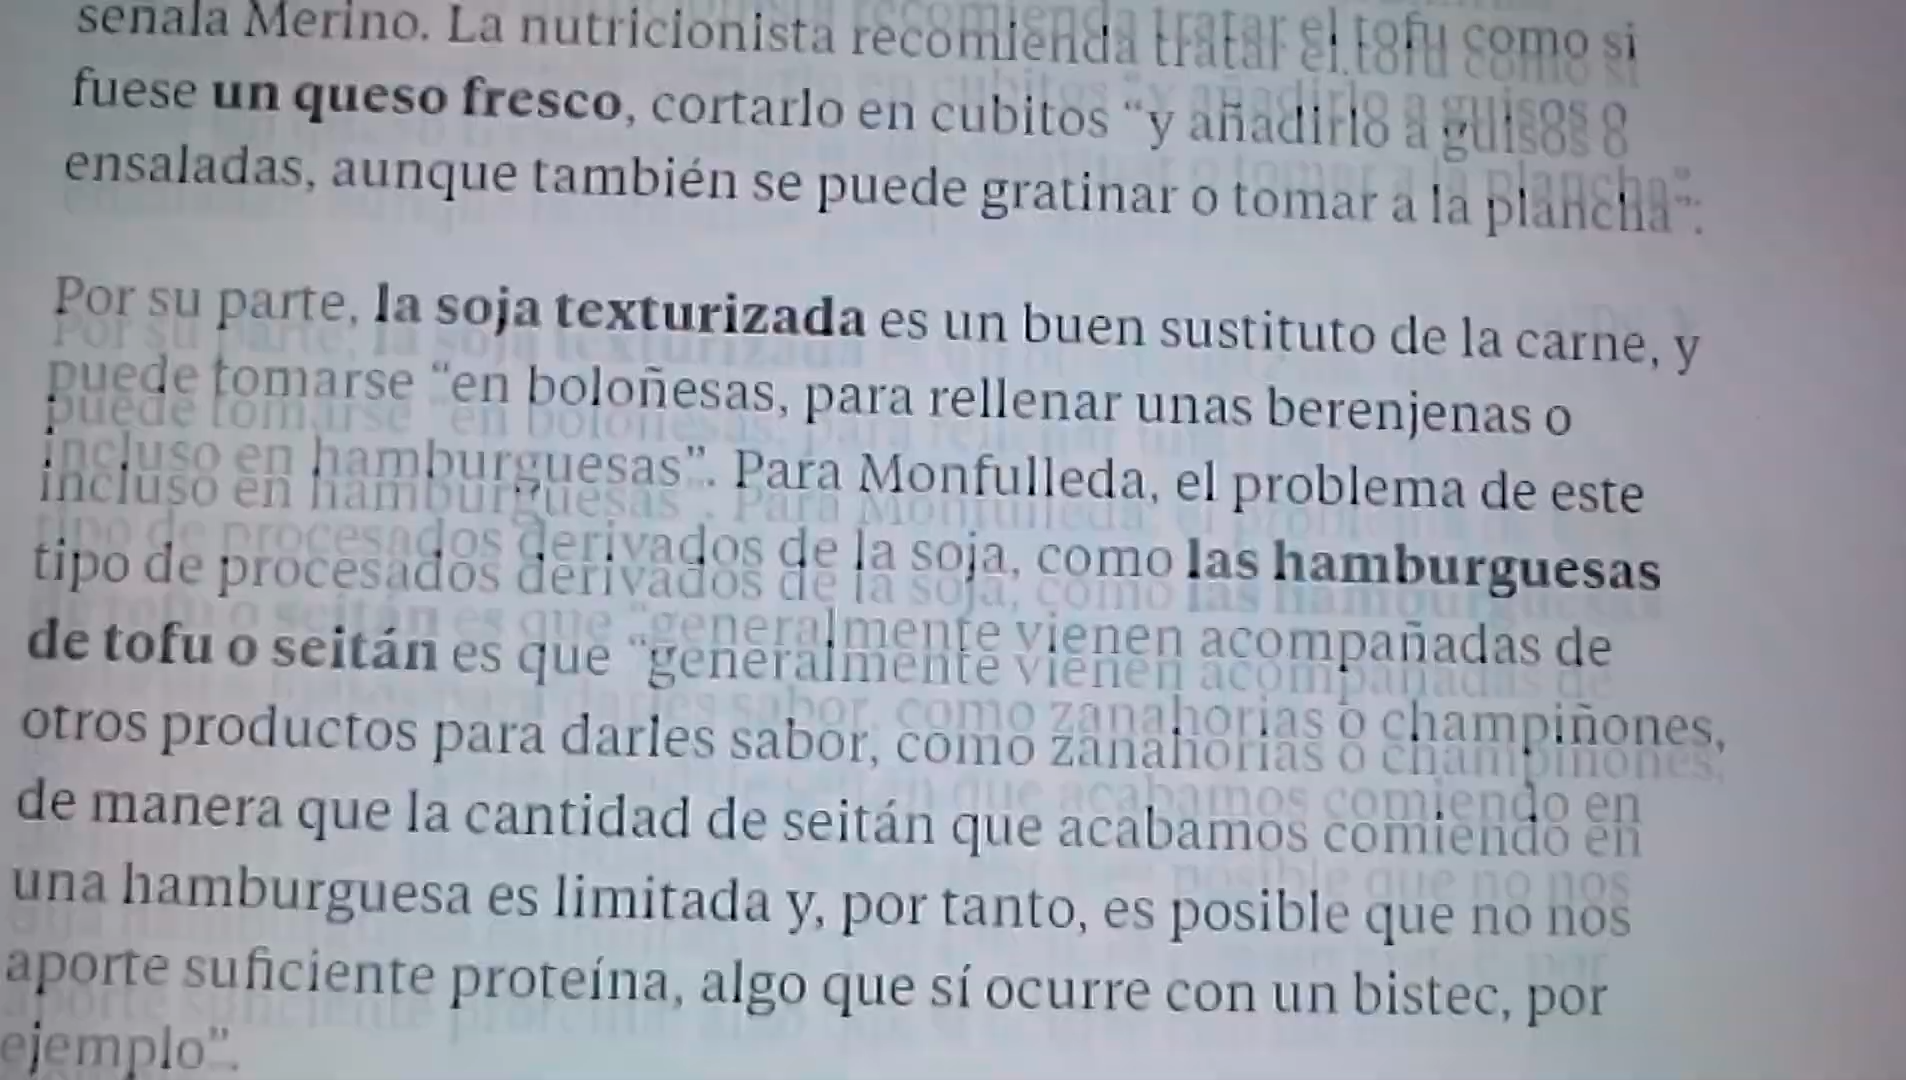 señala Merino. La nutricionista recomienda tratar el tofu como si
fuese un queso fresco, cortarlo en cubitos “y añadirlo a guisos o
ensaladas, aunque también se puede gratinar o tomar a la plancha”.
Por su parte, la soja texturizada es un buen sustituto de la carne, y
puede tomarse “en boloñesas, para rellenar unas berenjenas o
incluso en hamburguesas”. Para Monfulleda, el problema de este
tipo de procesados derivados de la soja, como las hamburguesas
de tofu o seitán es que “generalmente vienen acompañadas de
otros productos para darles sabor, como zanahorias o champiñones,
de manera que la cantidad de seitán que acabamos comiendo en
una hamburguesa es limitada y, por tanto, es posible que no nos
aporte suficiente proteína, algo que sí ocurre con un bistec, por
ejemplo”.